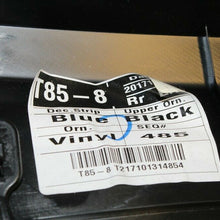 T85-8
2017
Rr
Dec Strip Upper Orn.
Blue Black
Orn. SEQ#
Vinyl 485
T85-8 T217101314854